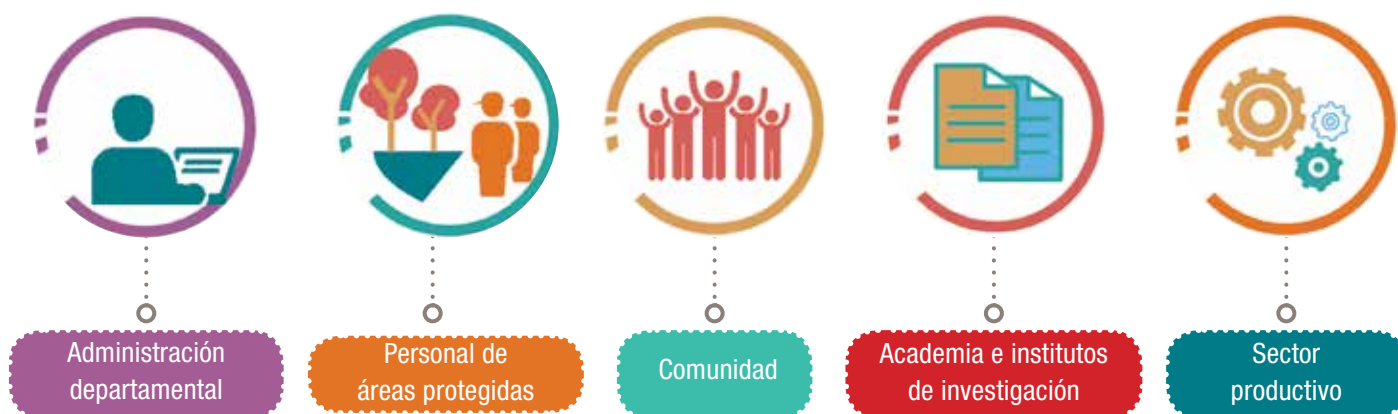 Administración
departamental
Personal de
áreas protegidas
Comunidad
Academia e institutos
de investigación
Sector
productivo